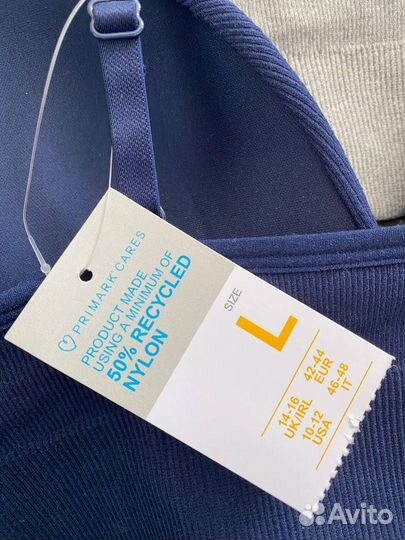 PRIMARK CARES
PRODUCT MADE
USING A MINIMUM OF
50% RECYCLED
NYLON
SIZE
L
14-16
UK/IRL
42-44
EUR
10-12
USA
46-48
IT
Avito